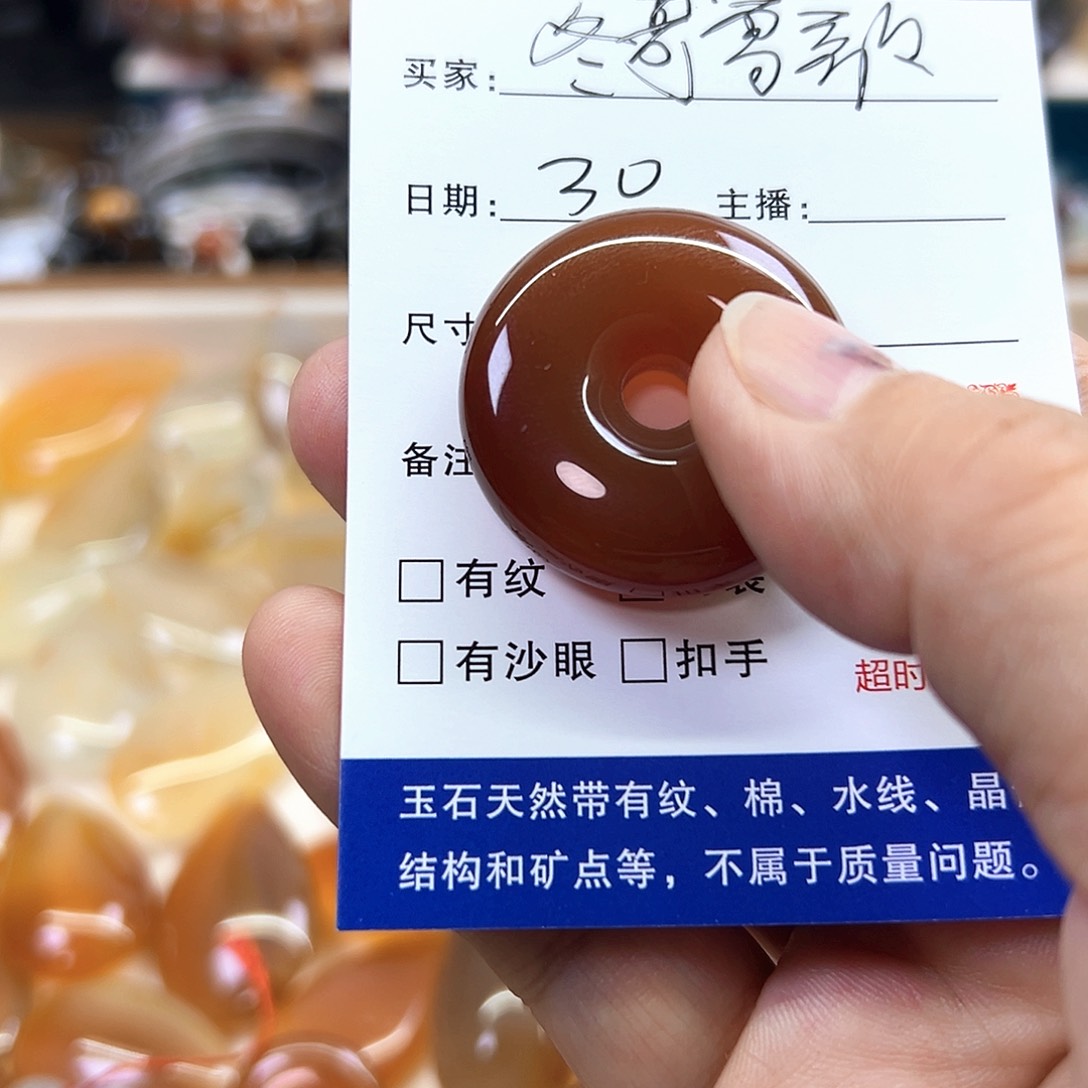 买家:
日期: 30 主播:
尺寸
备注
□有纹
□有沙眼 □扣手
超时
玉石天然带有纹、棉、水线、晶
结构和矿点等，不属于质量问题。